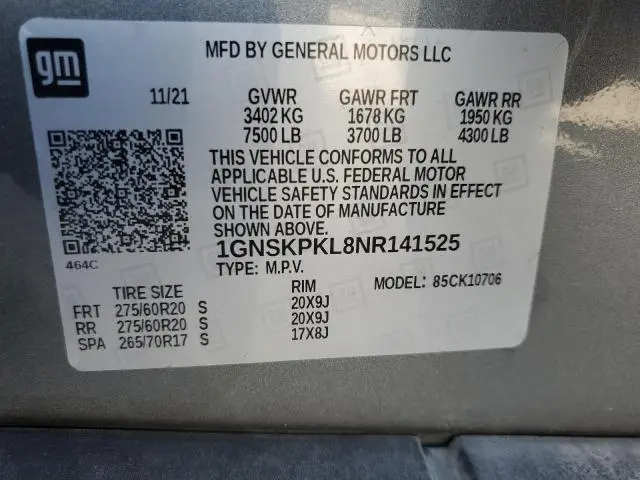 gm
MFD BY GENERAL MOTORS LLC
11/21 GVWR GAWR FRT GAWR RR
3402 KG 1678 KG 1950 KG
7500 LB 3700 LB 4300 LB
THIS VEHICLE CONFORMS TO ALL
APPLICABLE U.S. FEDERAL MOTOR
VEHICLE SAFETY STANDARDS IN EFFECT
ON THE DATE OF MANUFACTURE
SHOWN ABOVE.
1GNSKPKL8NR141525
464C
TYPE: M.P.V.
MODEL: 85CK10706
TIRE SIZE RIM
FRT 275/60R20 S 20X9J
RR 275/60R20 S 20X9J
SPA 265/70R17 S 17X8J